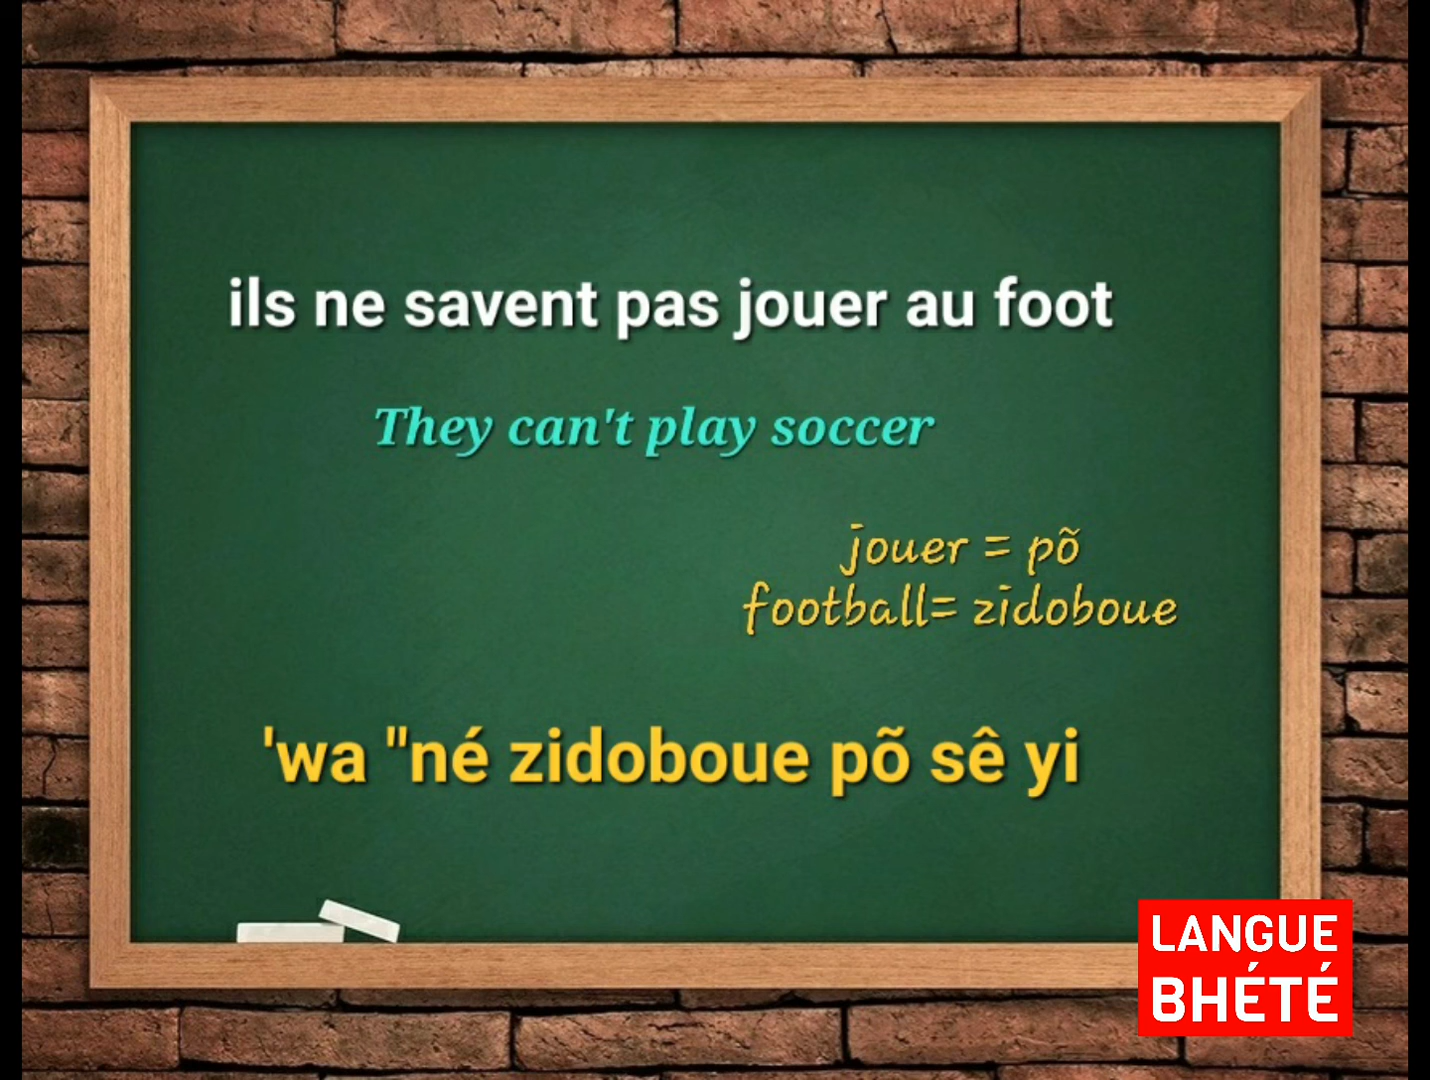 ils ne savent pas jouer au foot
They can't play soccer
jouer = põ
football= zidoboue
'wa "né zidoboue põ sê yi
LANGUE
BHÉTÉ